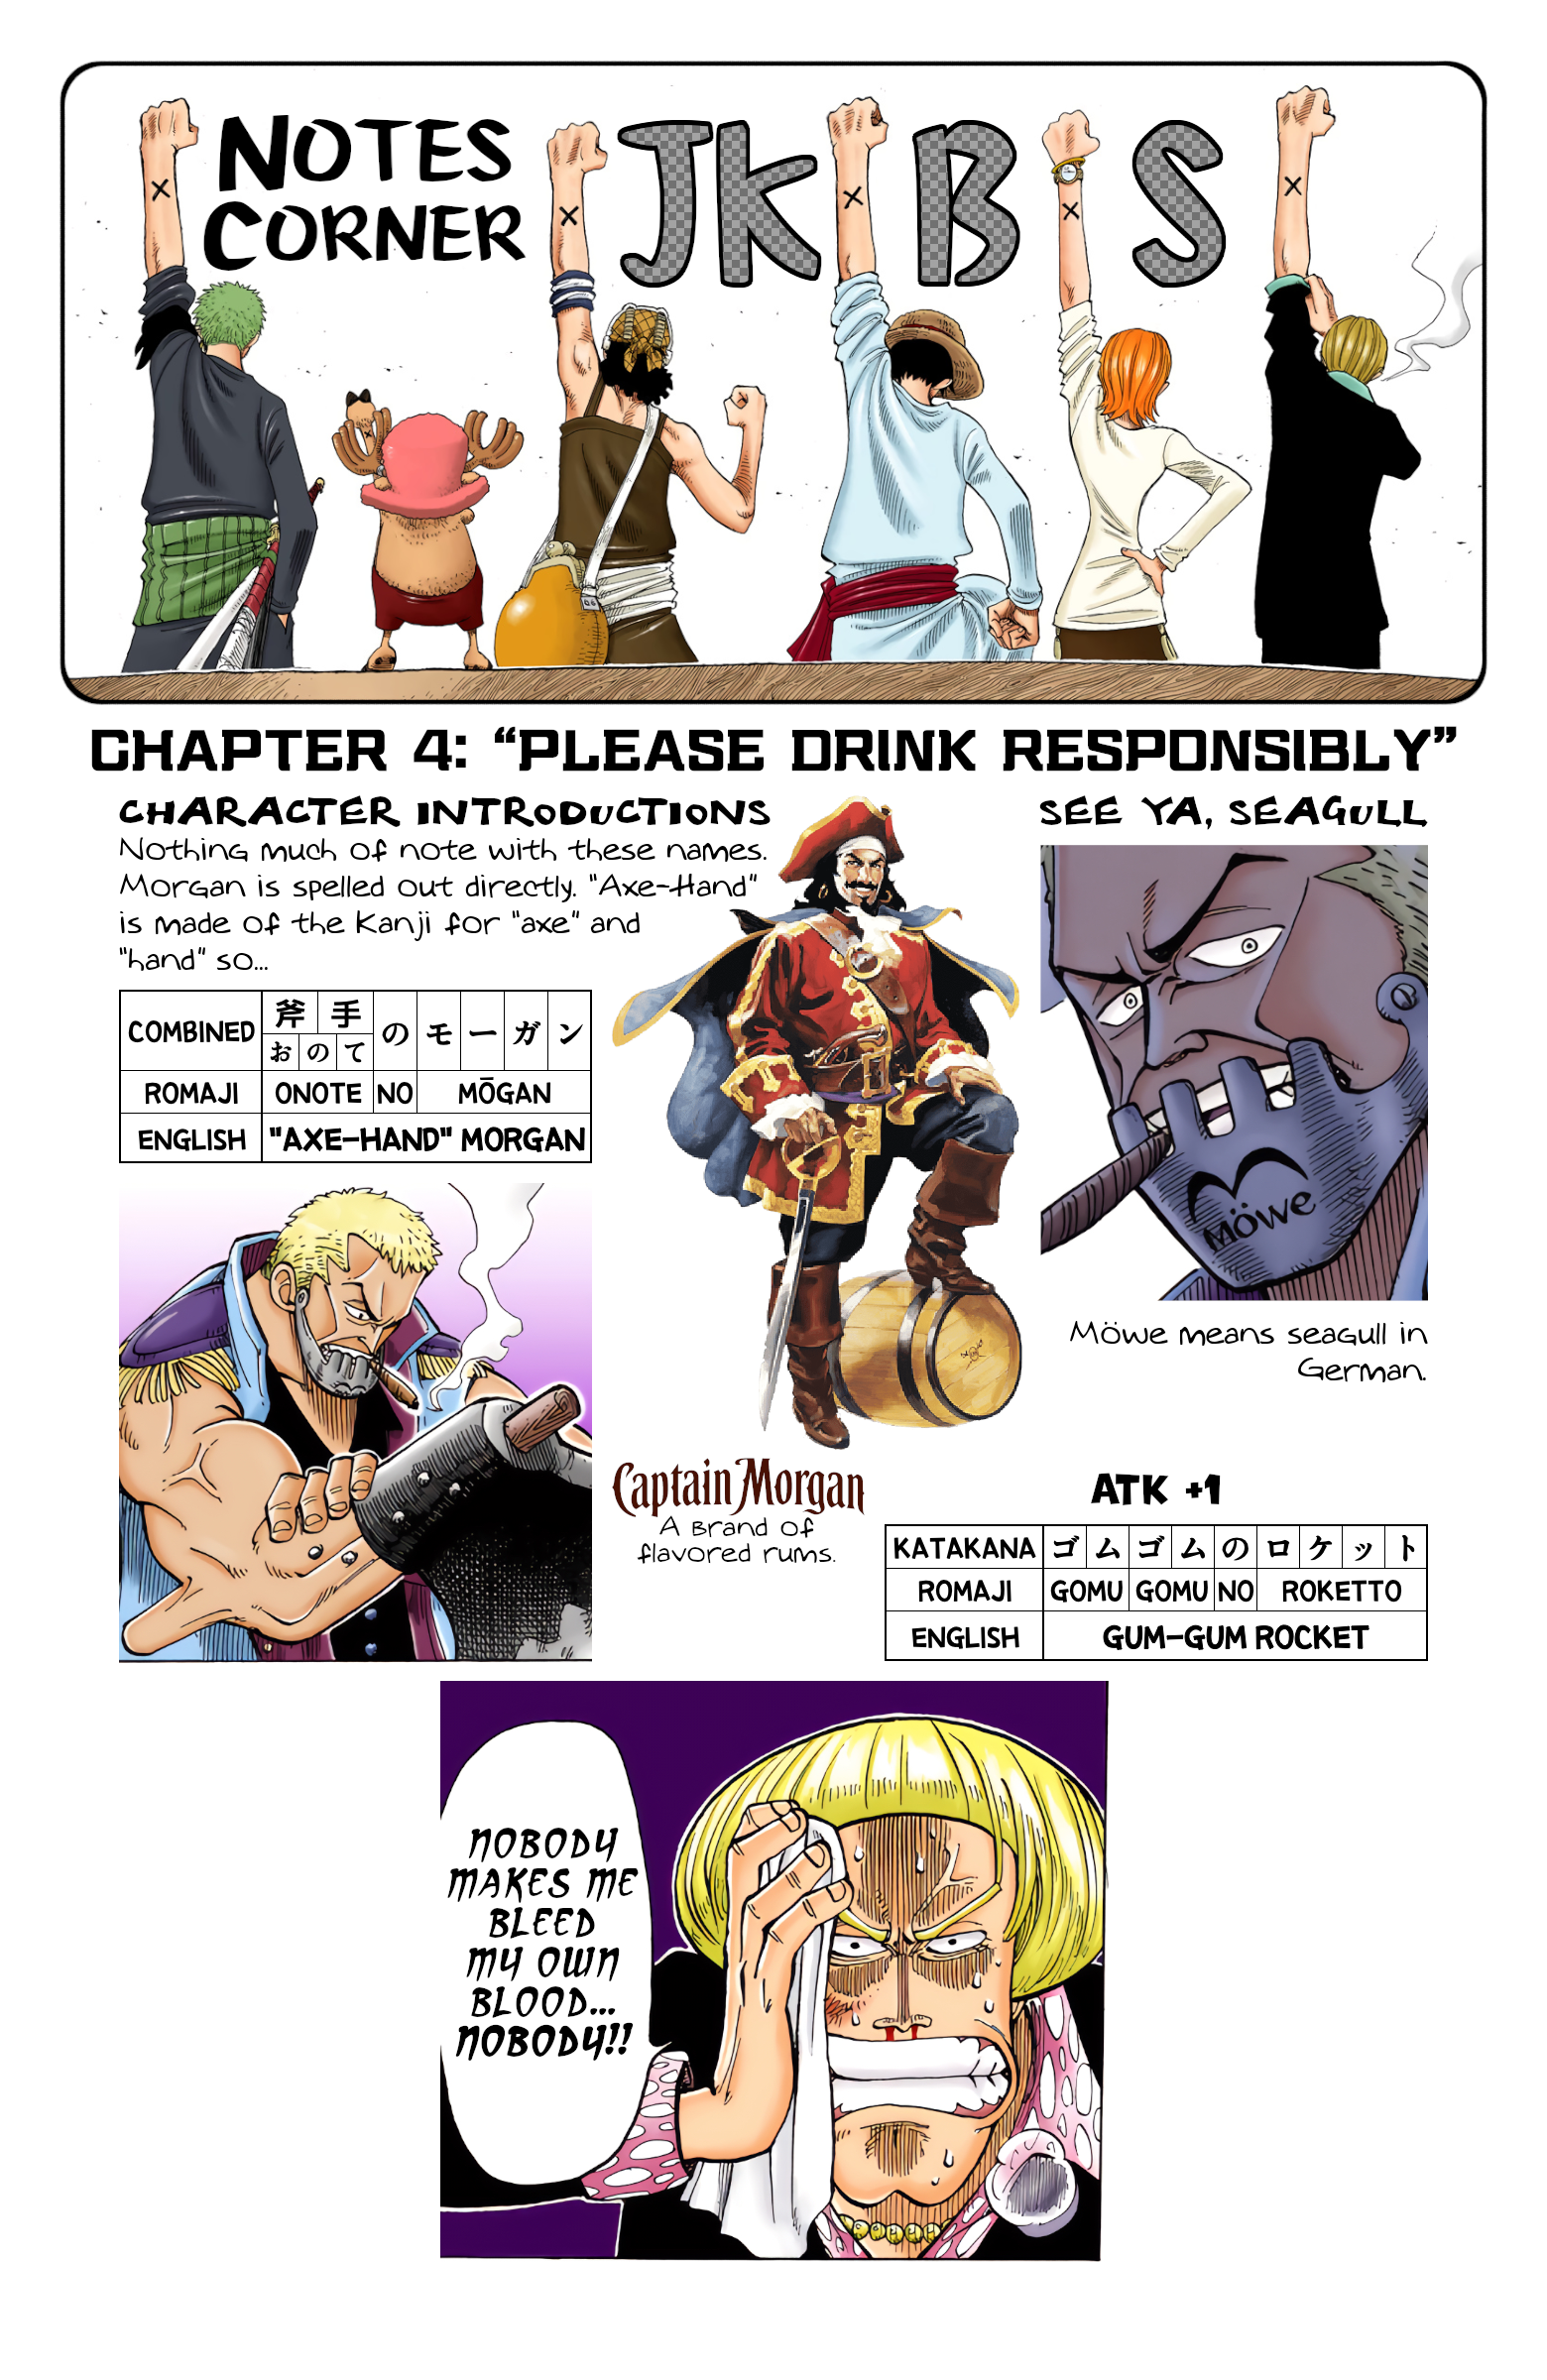 NOTES
CORNER
JKBS
CHAPTER 4: “PLEASE DRINK RESPONSIBLY”
CHARACTER INTRODUCTIONS
Nothing much of note with these names.
Morgan is spelled out directly. "Axe-Hand"
is made of the Kanji for "axe" and
"hand" so...
COMBINED 斧 手 の モ ー ガ ン
お の て
ROMAJI ONOTE NO MŌGAN
ENGLISH "AXE-HAND" MORGAN
Captain Morgan
A brand of
flavored rums.
SEE YA, SEAGULL
MÖWE
Möwe means seagull in
German.
ATK +1
KATAKANA ゴ ム ゴ ム の ロ ケ ッ ト
ROMAJI GOMU GOMU NO ROKETTO
ENGLISH GUM-GUM ROCKET
NOBODY
MAKES ME
BLEED
MY OWN
BLOOD...
NOBODY!!